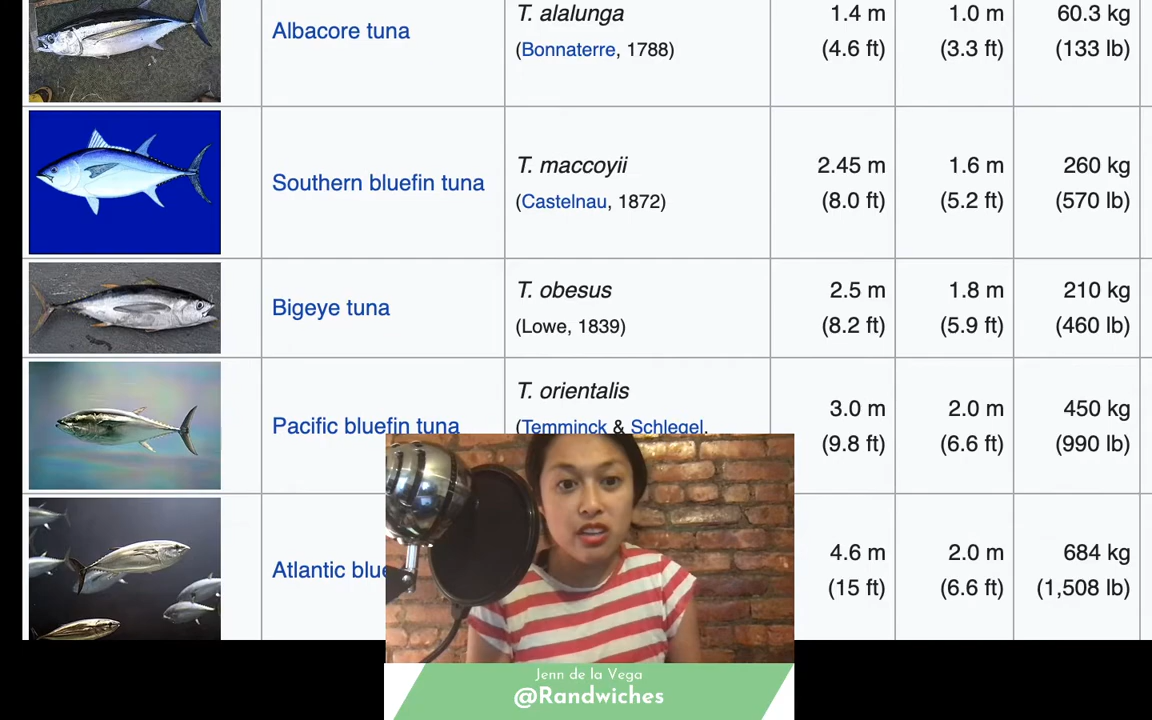 Albacore tuna
T. alalunga
(Bonnaterre, 1788)
1.4 m
(4.6 ft)
1.0 m
(3.3 ft)
60.3 kg
(133 lb)
Southern bluefin tuna
T. maccoyii
(Castelnau, 1872)
2.45 m
(8.0 ft)
1.6 m
(5.2 ft)
260 kg
(570 lb)
Bigeye tuna
T. obesus
(Lowe, 1839)
2.5 m
(8.2 ft)
1.8 m
(5.9 ft)
210 kg
(460 lb)
Pacific bluefin tuna
T. orientalis
(Temminck & Schlegel,
3.0 m
(9.8 ft)
2.0 m
(6.6 ft)
450 kg
(990 lb)
Atlantic blue
4.6 m
(15 ft)
2.0 m
(6.6 ft)
684 kg
(1,508 lb)
Jenn de la Vega
@Randwiches